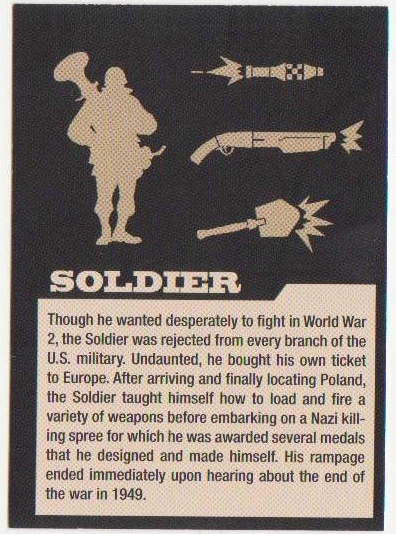 SOLDIER
Though he wanted desperately to fight in World War
2, the Soldier was rejected from every branch of the
U.S. military. Undaunted, he bought his own ticket
to Europe. After arriving and finally locating Poland,
the Soldier taught himself how to load and fire a
variety of weapons before embarking on a Nazi kill-
ing spree for which he was awarded several medals
that he designed and made himself. His rampage
ended immediately upon hearing about the end of
the war in 1949.